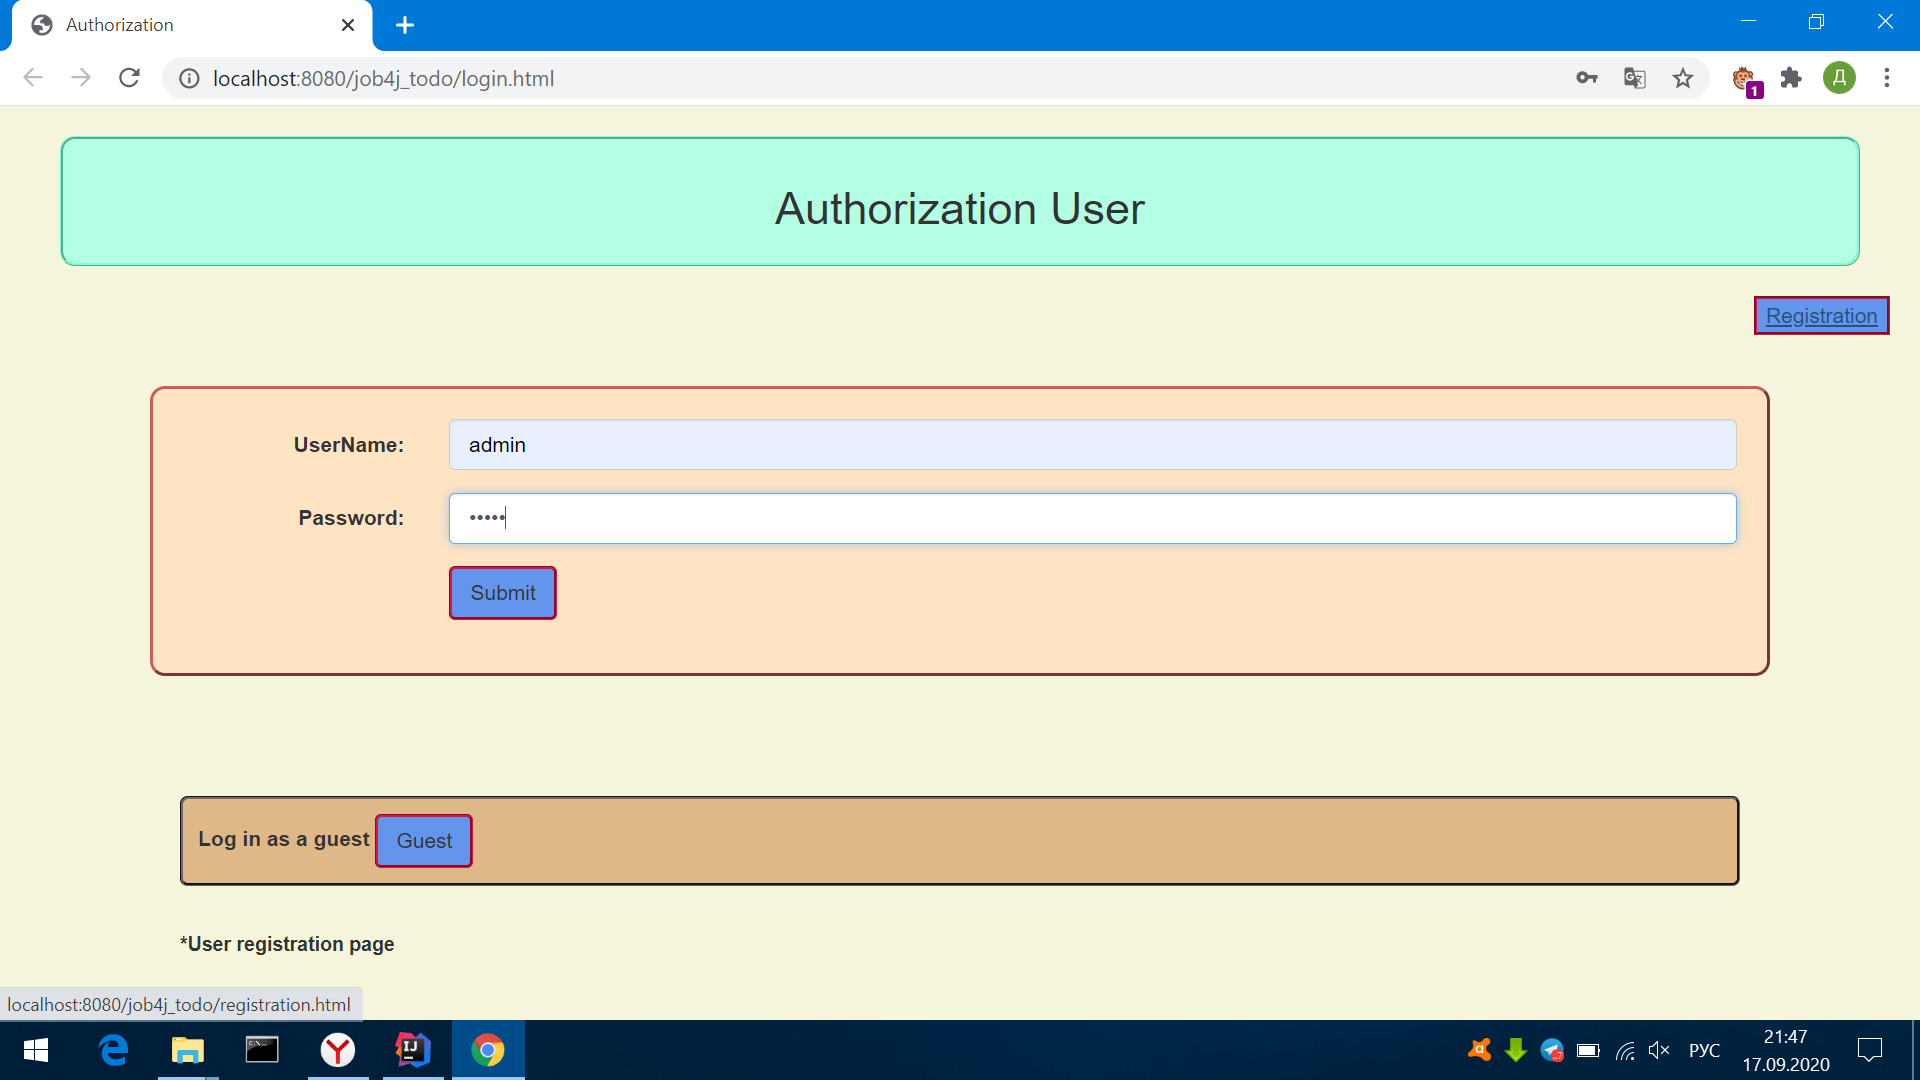 Authorization
localhost:8080/job4j_todo/login.html
Д
1
Authorization User
Registration
UserName:
admin
Password:
•••••
Submit
Log in as a guest
Guest
*User registration page
localhost:8080/job4j_todo/registration.html
IJ
РУС
21:47
17.09.2020